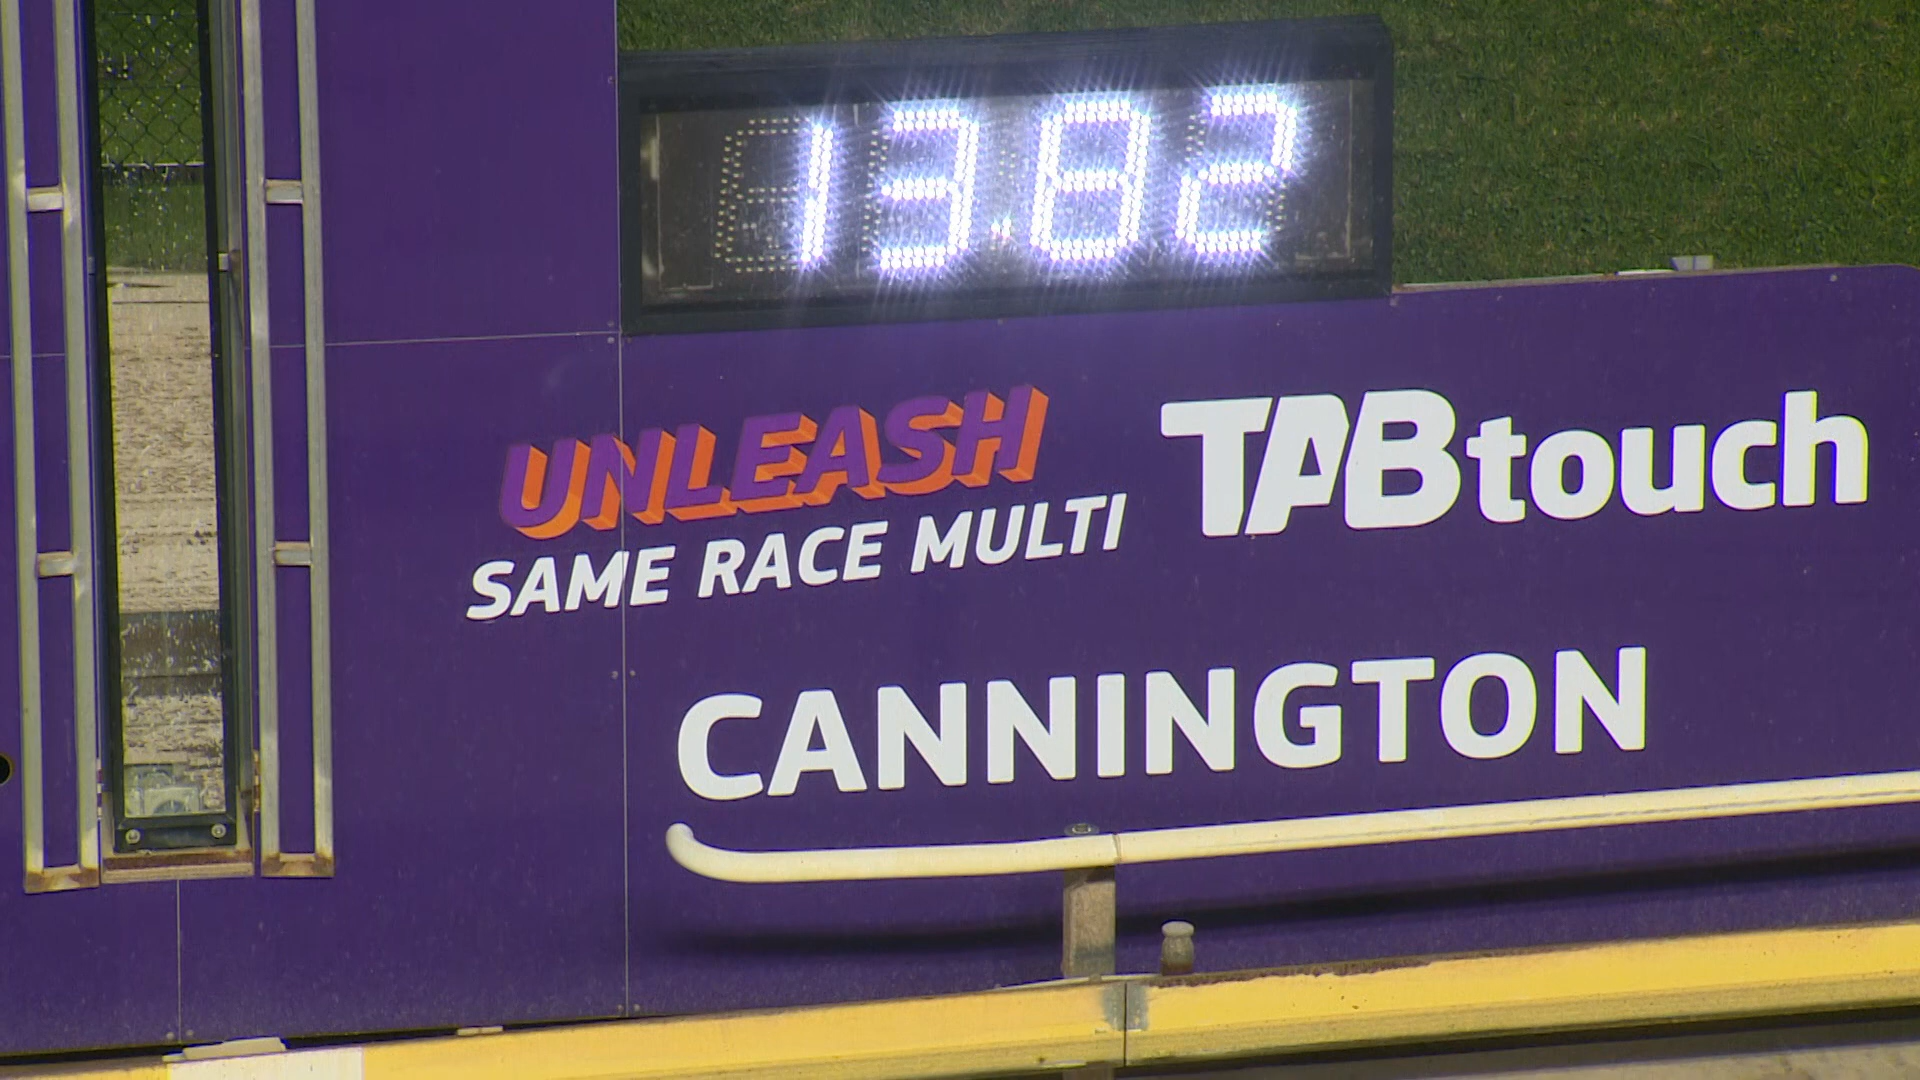 13.82
UNLEASH
SAME RACE MULTI
TABtouch
CANNINGTON